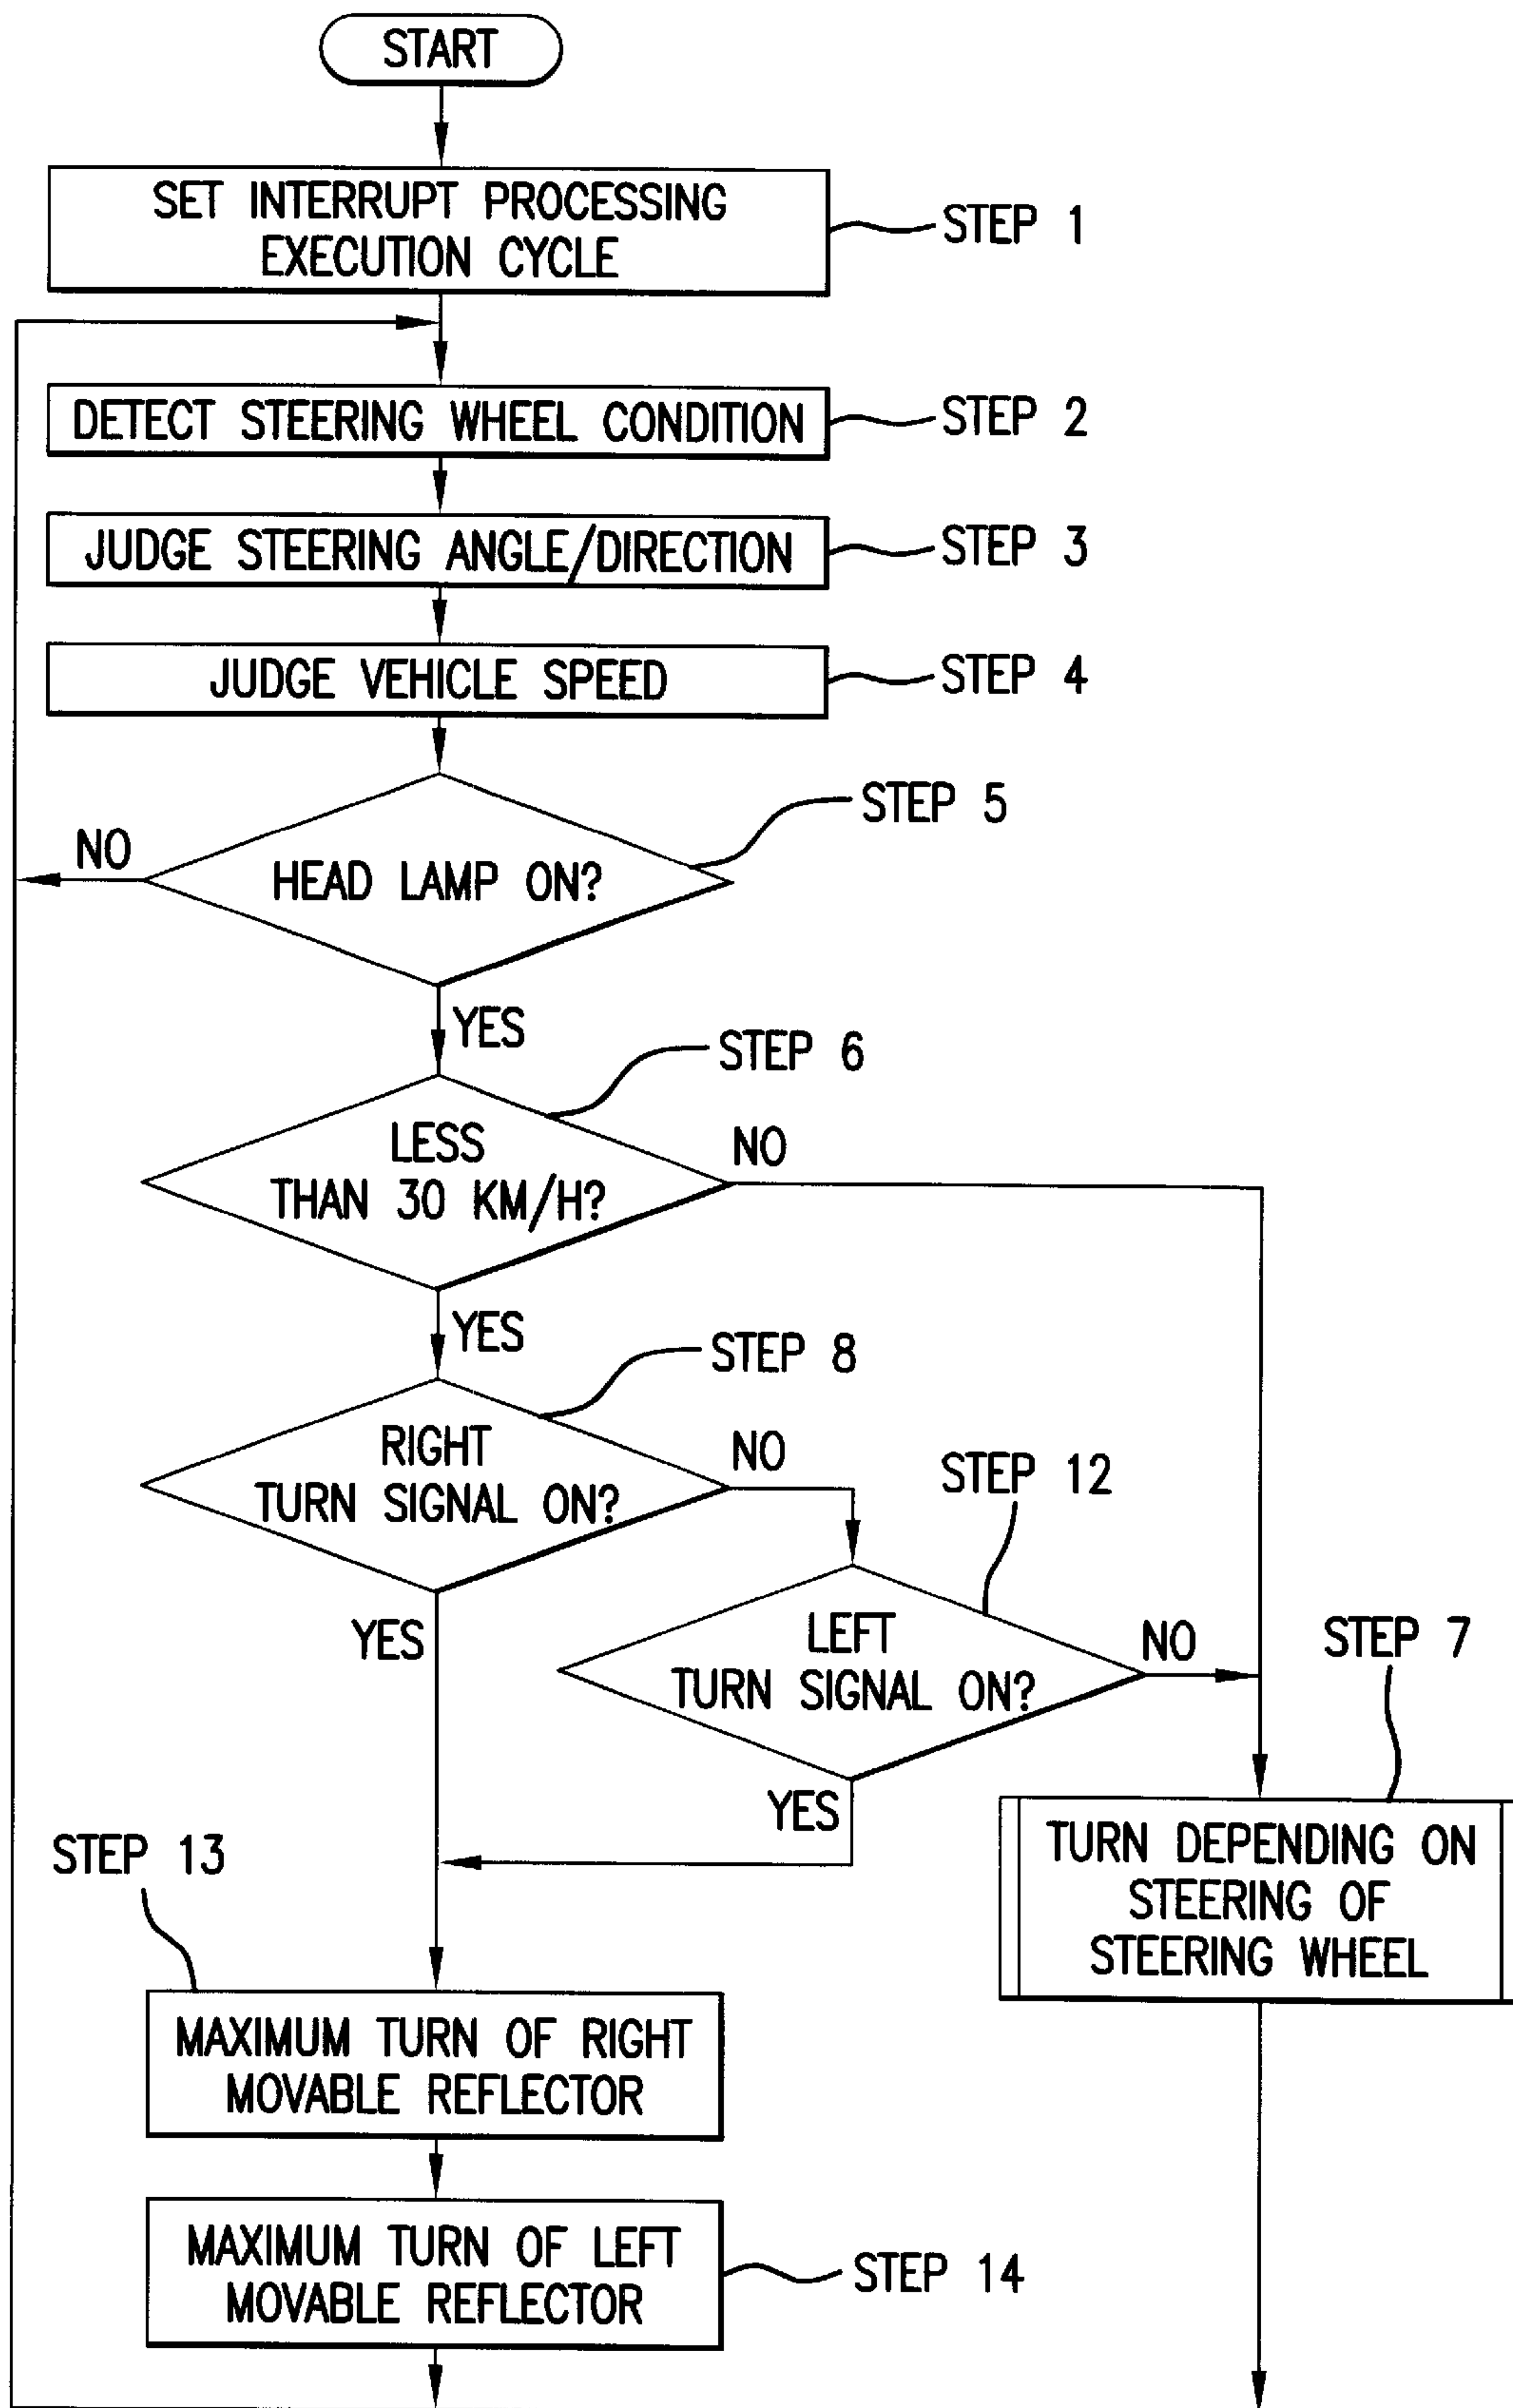 START
SET INTERRUPT PROCESSING
EXECUTION CYCLE
STEP 1
DETECT STEERING WHEEL CONDITION
STEP 2
JUDGE STEERING ANGLE/DIRECTION
STEP 3
JUDGE VEHICLE SPEED
STEP 4
STEP 5
NO
HEAD LAMP ON?
YES
STEP 6
LESS
THAN 30 KM/H?
NO
YES
STEP 8
RIGHT
TURN SIGNAL ON?
NO
STEP 12
YES
LEFT
TURN SIGNAL ON?
NO
STEP 7
YES
TURN DEPENDING ON
STEERING OF
STEERING WHEEL
STEP 13
MAXIMUM TURN OF RIGHT
MOVABLE REFLECTOR
MAXIMUM TURN OF LEFT
MOVABLE REFLECTOR
STEP 14